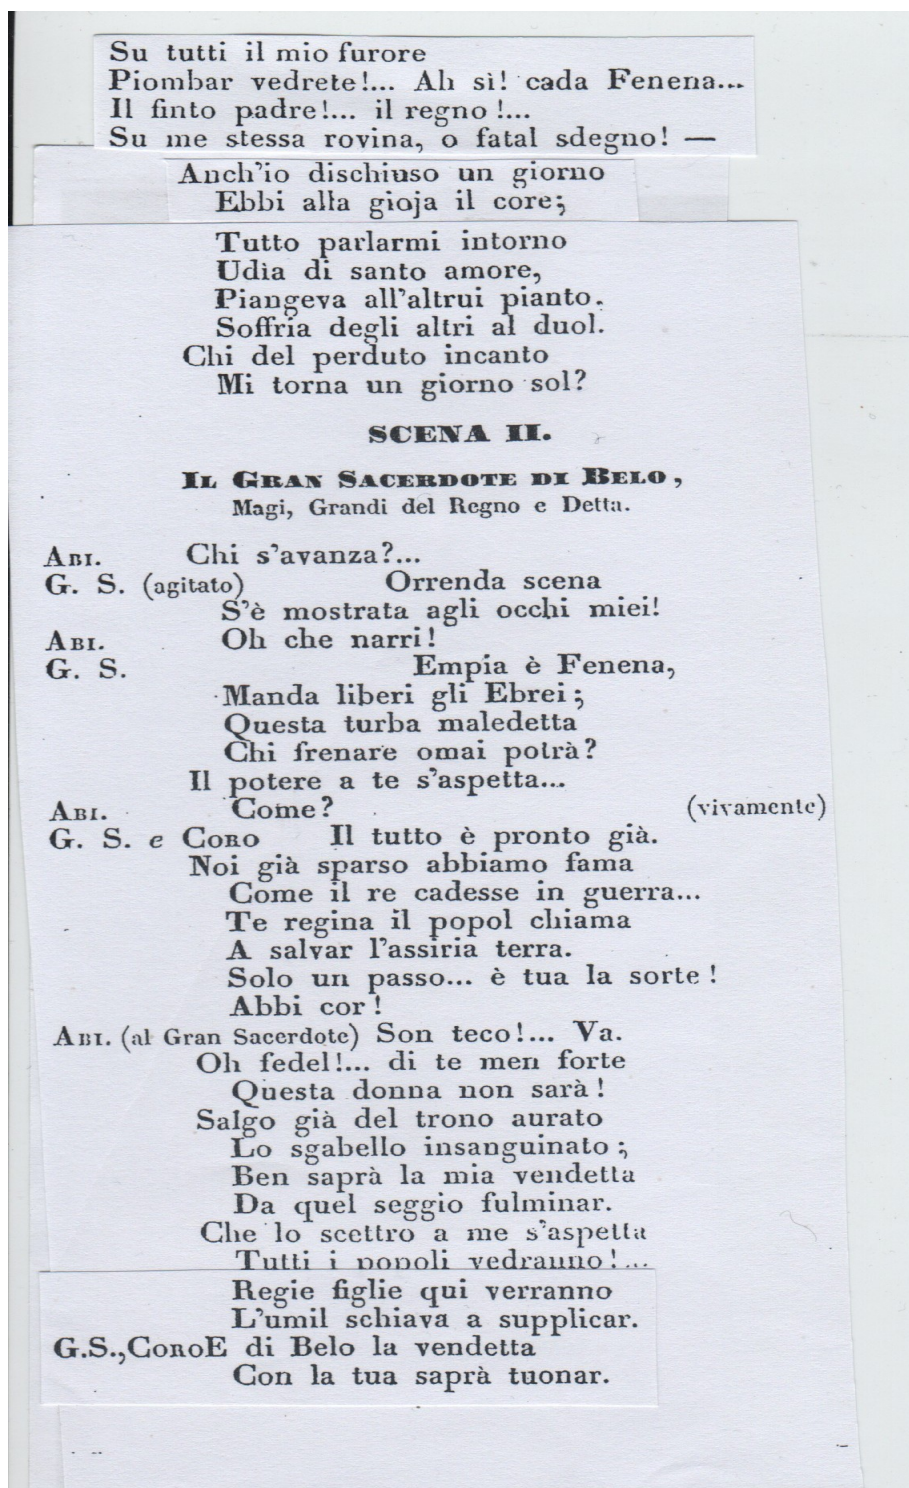 Su tutti il mio furore
Piombar vedrete!... Ah sì! cada Fenena...
Il finto padre!... il regno!...
Su me stessa rovina, o fatal sdegno! —
Anch'io dischiuso un giorno
Ebbi alla gioja il core;
Tutto parlarmi intorno
Udìa di santo amore,
Piangeva all'altrui pianto.
Soffria degli altri al duol.
Chi del perduto incanto
Mi torna un giorno sol?
SCENA II.
IL GRAN SACERDOTE DI BELO,
Magi, Grandi del Regno e Detta.
ABI. Chi s'avanza?...
G. S. (agitato) Orrenda scena
S'è mostrata agli occhi miei!
ABI. Oh che narri!
G. S. Empia è Fenena,
Manda liberi gli Ebrei;
Questa turba maledetta
Chi frenare omai potrà?
Il potere a te s'aspetta...
ABI. Come? (vivamente)
G. S. e CORO Il tutto è pronto già.
Noi già sparso abbiamo fama
Come il re cadesse in guerra...
Te regina il popol chiama
A salvar l'assiria terra.
Solo un passo... è tua la sorte!
Abbi cor!
ABI. (al Gran Sacerdote) Son teco!... Va.
Oh fedel!... di te men forte
Questa donna non sarà!
Salgo già del trono aurato
Lo sgabello insanguinato;
Ben saprà la mia vendetta
Da quel seggio fulminar.
Che lo scettro a me s'aspetta
Tutti i popoli vedranno!...
Regie figlie qui verranno
L'umil schiava a supplicar.
G.S.,COROE di Belo la vendetta
Con la tua saprà tuonar.